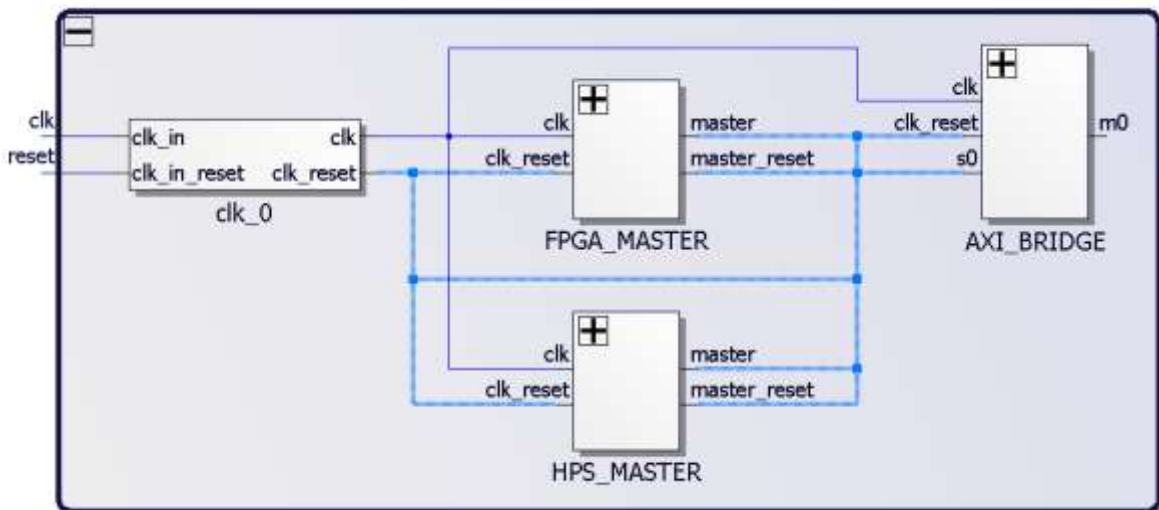 clk
reset
clk_in clk
clk_in_reset clk_reset
clk_0
clk master
clk_reset master_reset
FPGA_MASTER
clk
clk_reset m0
s0
AXI_BRIDGE
clk master
clk_reset master_reset
HPS_MASTER